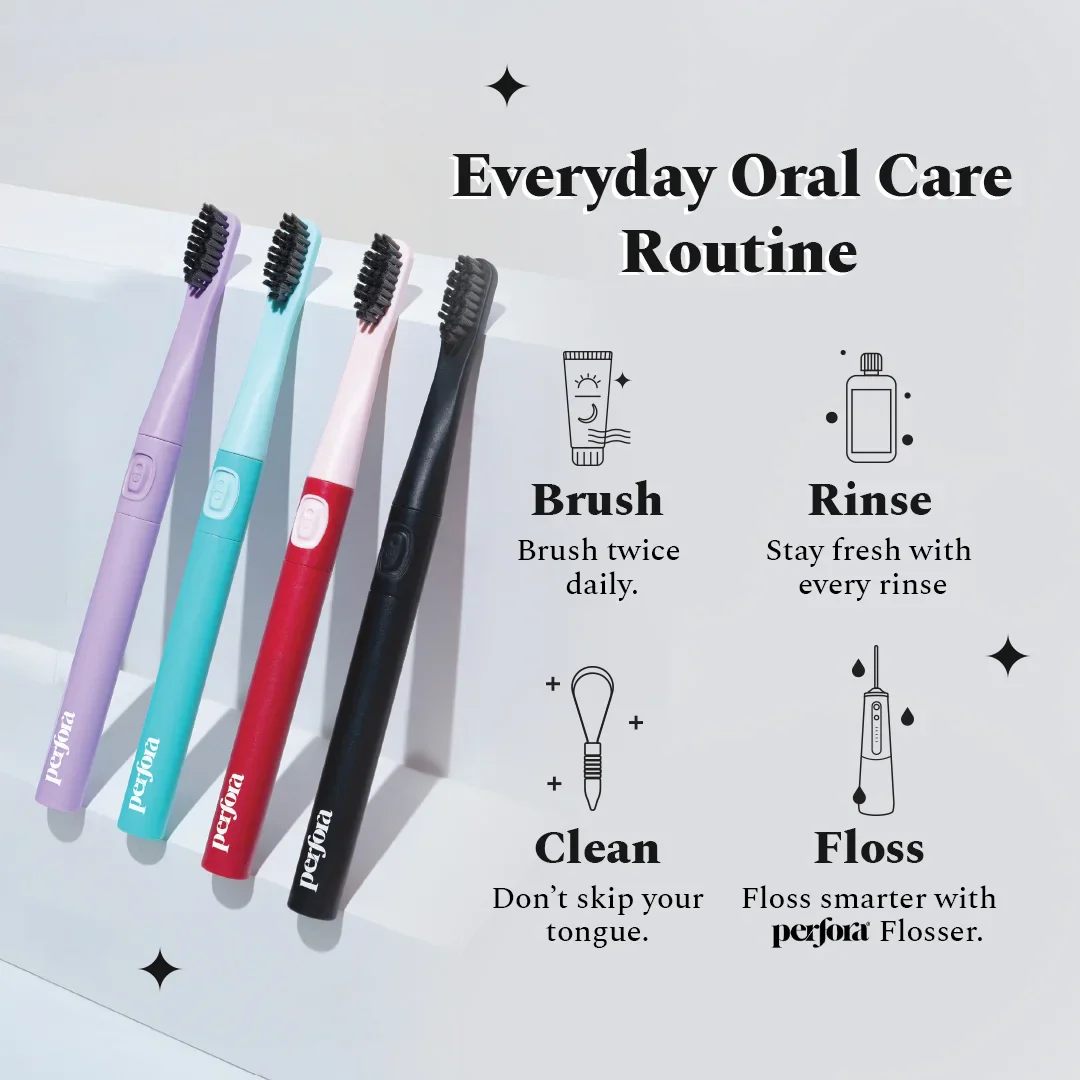 Everyday Oral Care
Routine
Brush
Brush twice
daily.
Rinse
Stay fresh with
every rinse
Clean
Don't skip your
tongue.
Floss
Floss smarter with
perfora® Flosser.
perfora
perfora
perfora
perfora